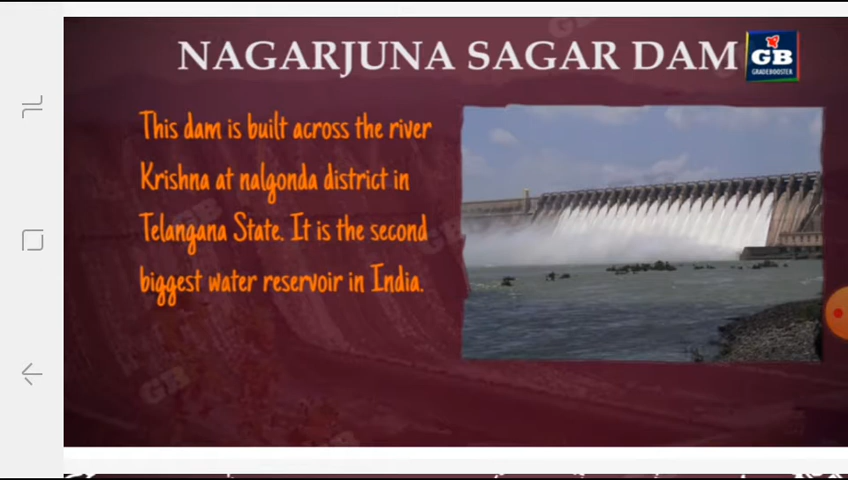 NAGARJUNA SAGAR DAM
GB
GRADEBOOSTER
This dam is built across the river
Krishna at nalgonda district in
Telangana State. It is the second
biggest water reservoir in India.